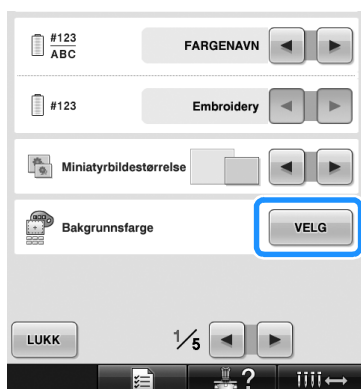 #123
ABC
FARGENAVN
#123
Embroidery
Miniatyrbildestørrelse
Bakgrunnsfarge
VELG
LUKK
1/5
?